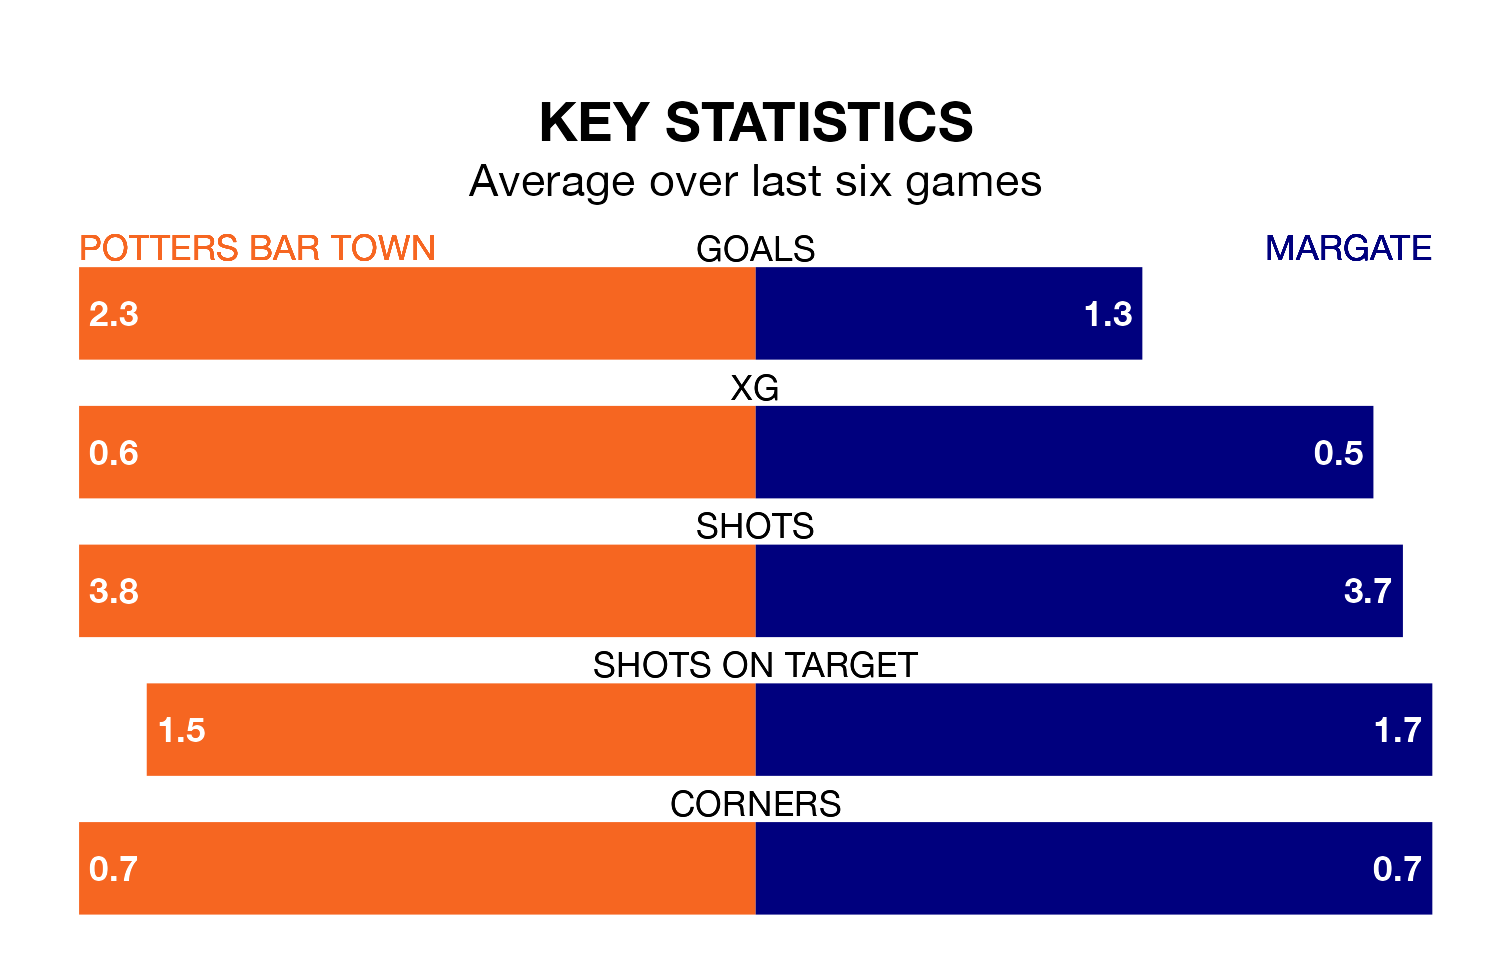 KEY STATISTICS
Average over last six games
POTTERS BAR TOWN GOALS MARGATE
2.3 1.3
XG
0.6 0.5
SHOTS
3.8 3.7
SHOTS ON TARGET
1.5 1.7
CORNERS
0.7 0.7